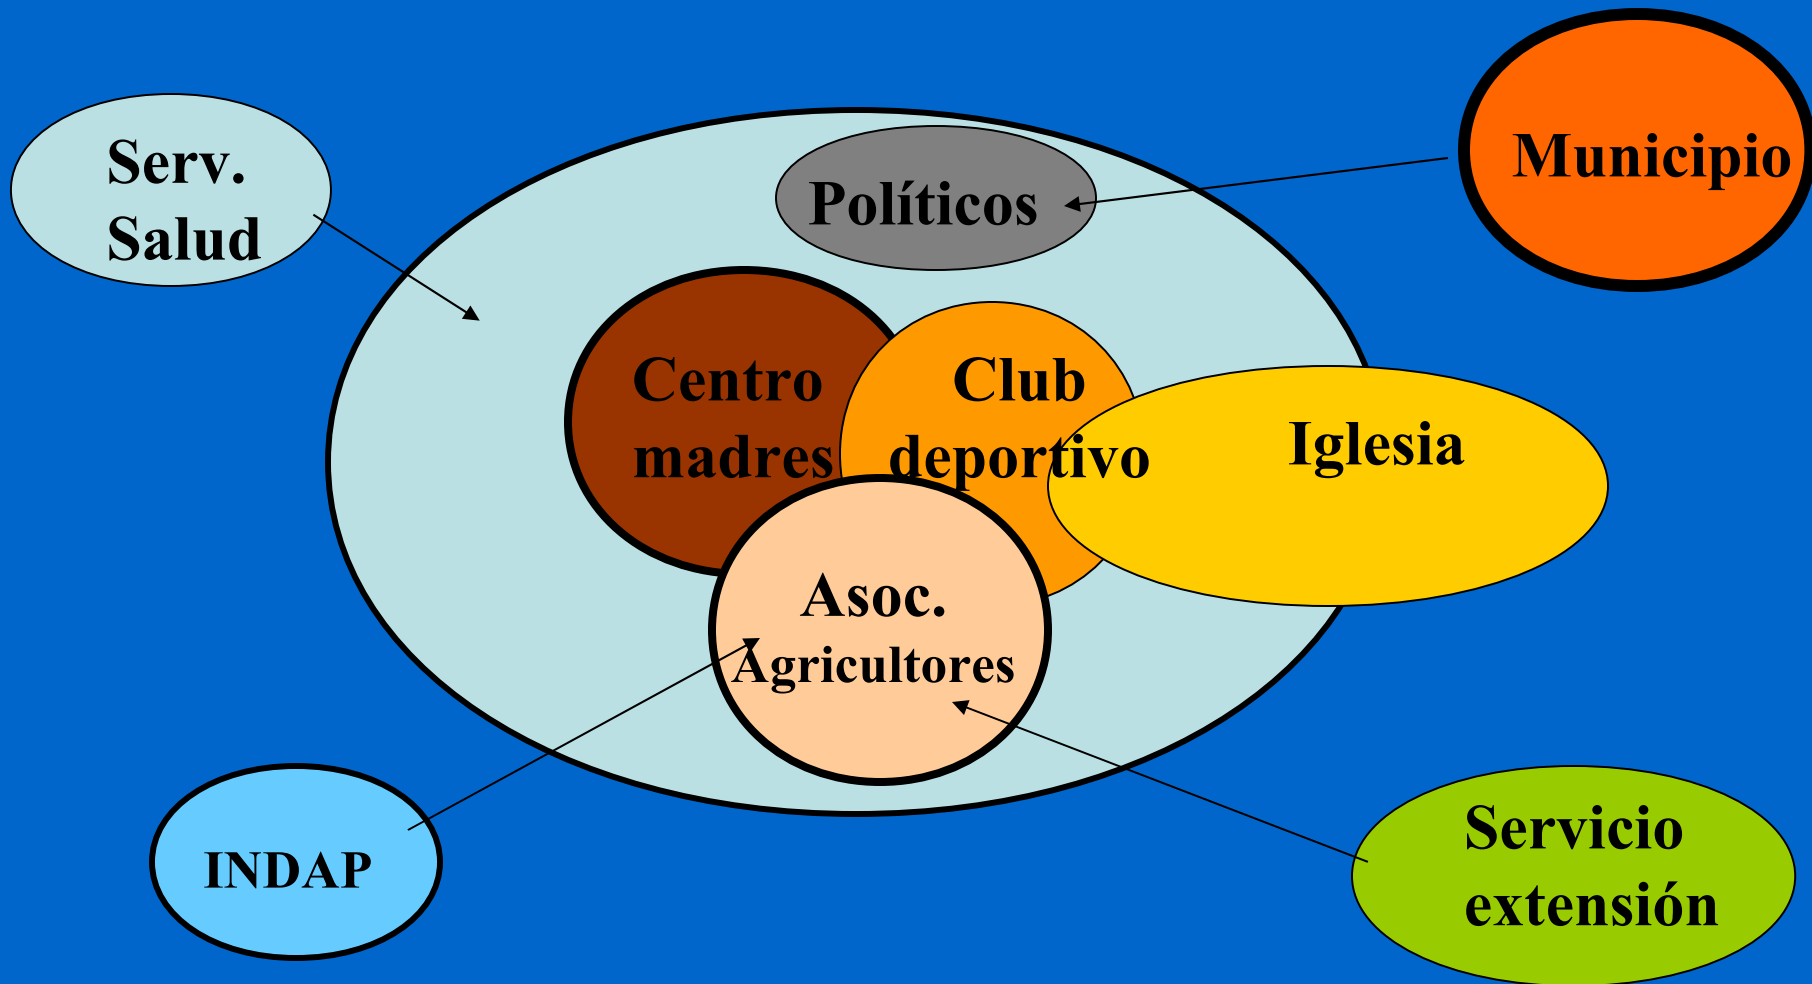 Serv.
Salud
Políticos
Municipio
Centro
madres
Club
deportivo
Iglesia
Asoc.
Agricultores
INDAP
Servicio
extensión